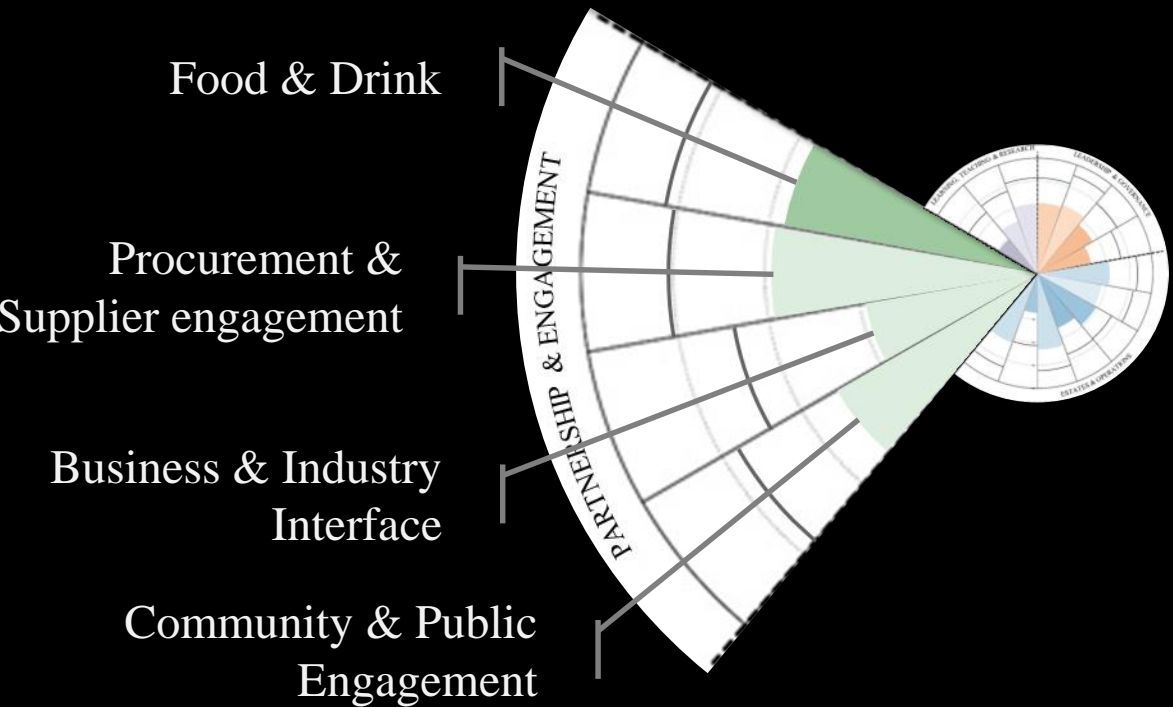 Food & Drink
Procurement &
Supplier engagement
Business & Industry
Interface
Community & Public
Engagement
PARTNERSHIP & ENGAGEMENT
LEARNING, TEACHING & RESEARCH
LEADERSHIP & GOVERNANCE
ESTATES & OPERATIONS